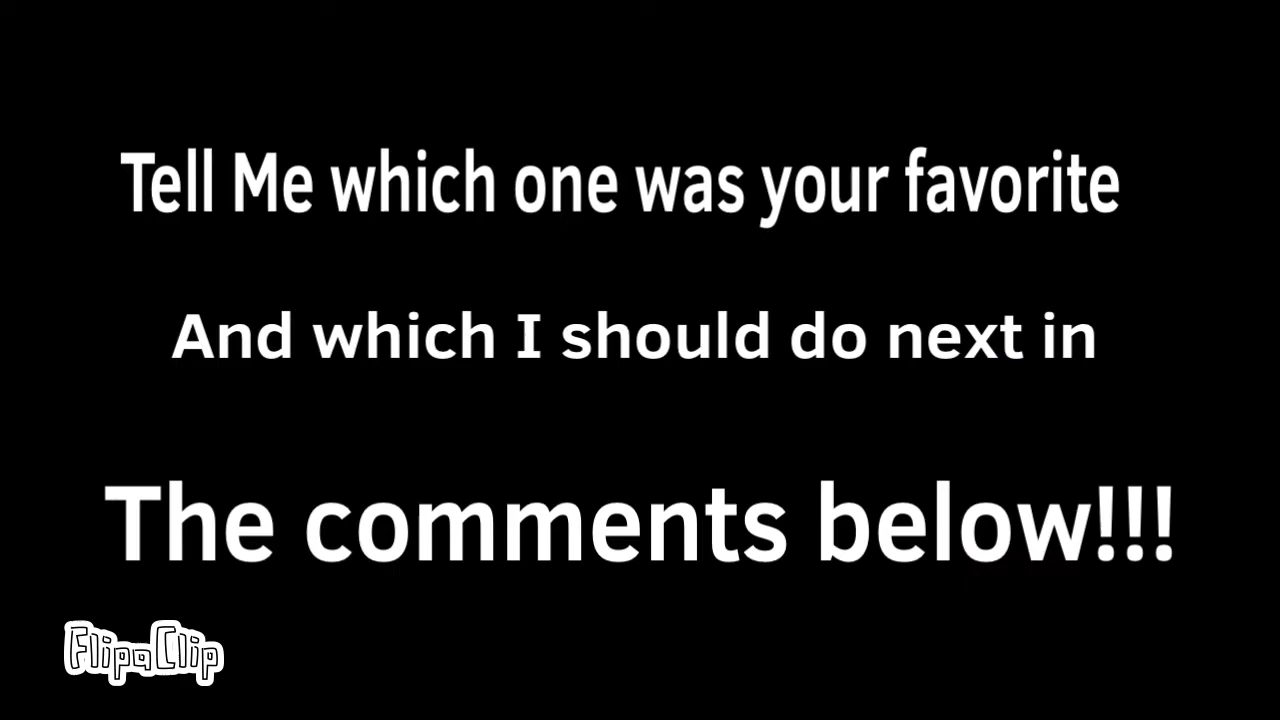 Tell Me which one was your favorite
And which I should do next in
The comments below!!!
FlipaClip